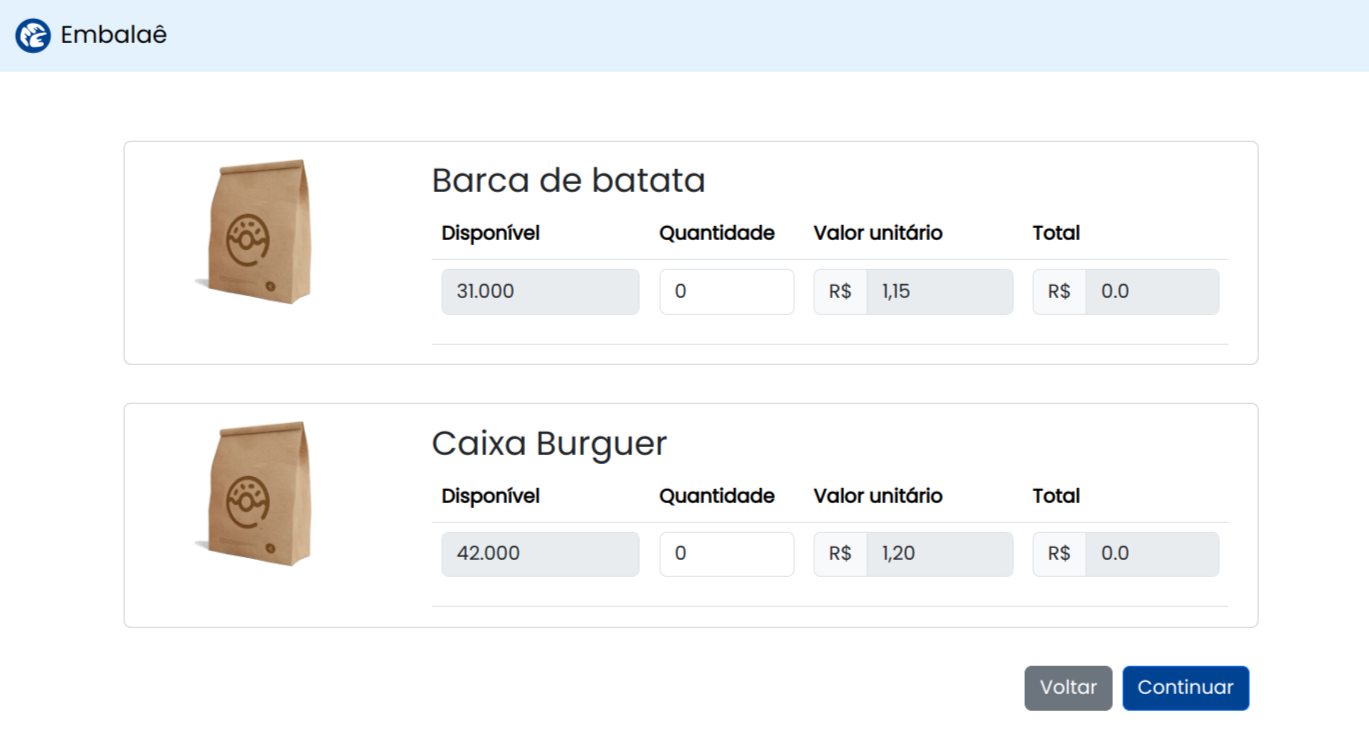 Embalaê
Barca de batata
Disponível Quantidade Valor unitário Total
31.000 0 R$ 1,15 R$ 0.0
Caixa Burguer
Disponível Quantidade Valor unitário Total
42.000 0 R$ 1,20 R$ 0.0
Voltar Continuar